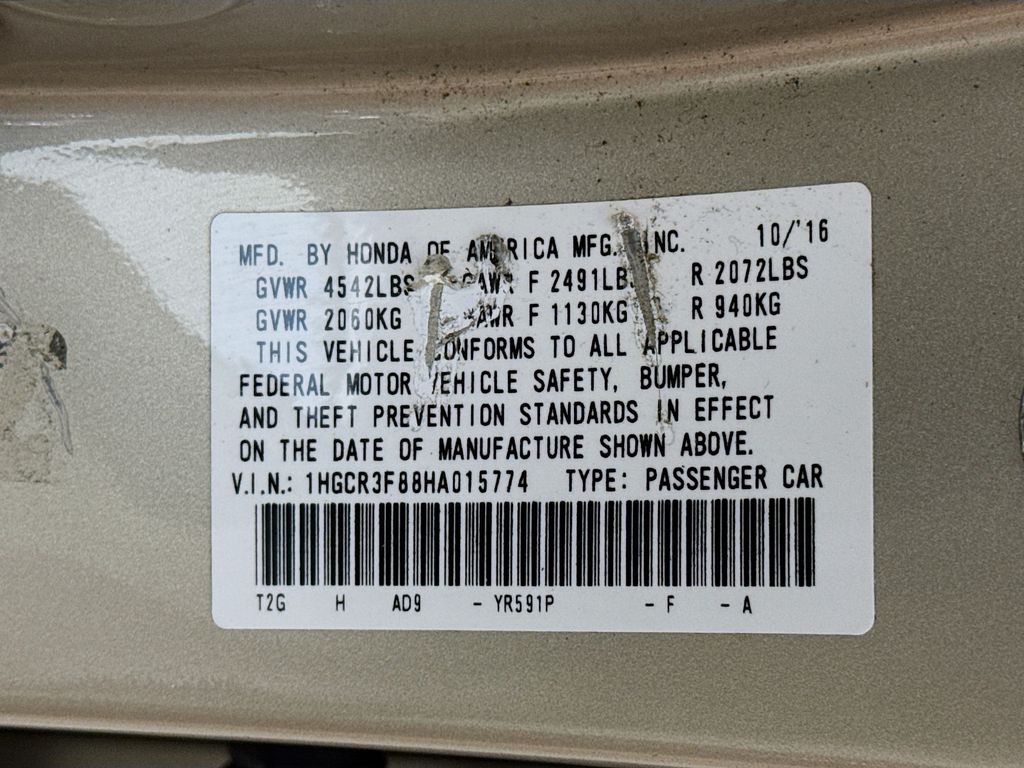 MFD. BY HONDA OF AMERICA MFG. INC. 10/'16
GVWR 4542LBS GAWR F 2491LBS R 2072LBS
GVWR 2060KG GAWR F 1130KG R 940KG
THIS VEHICLE CONFORMS TO ALL APPLICABLE
FEDERAL MOTOR VEHICLE SAFETY, BUMPER,
AND THEFT PREVENTION STANDARDS IN EFFECT
ON THE DATE OF MANUFACTURE SHOWN ABOVE.
V.I.N.: 1HGCR3F88HA015774 TYPE: PASSENGER CAR
T2G H AD9 - YR591P - F - A